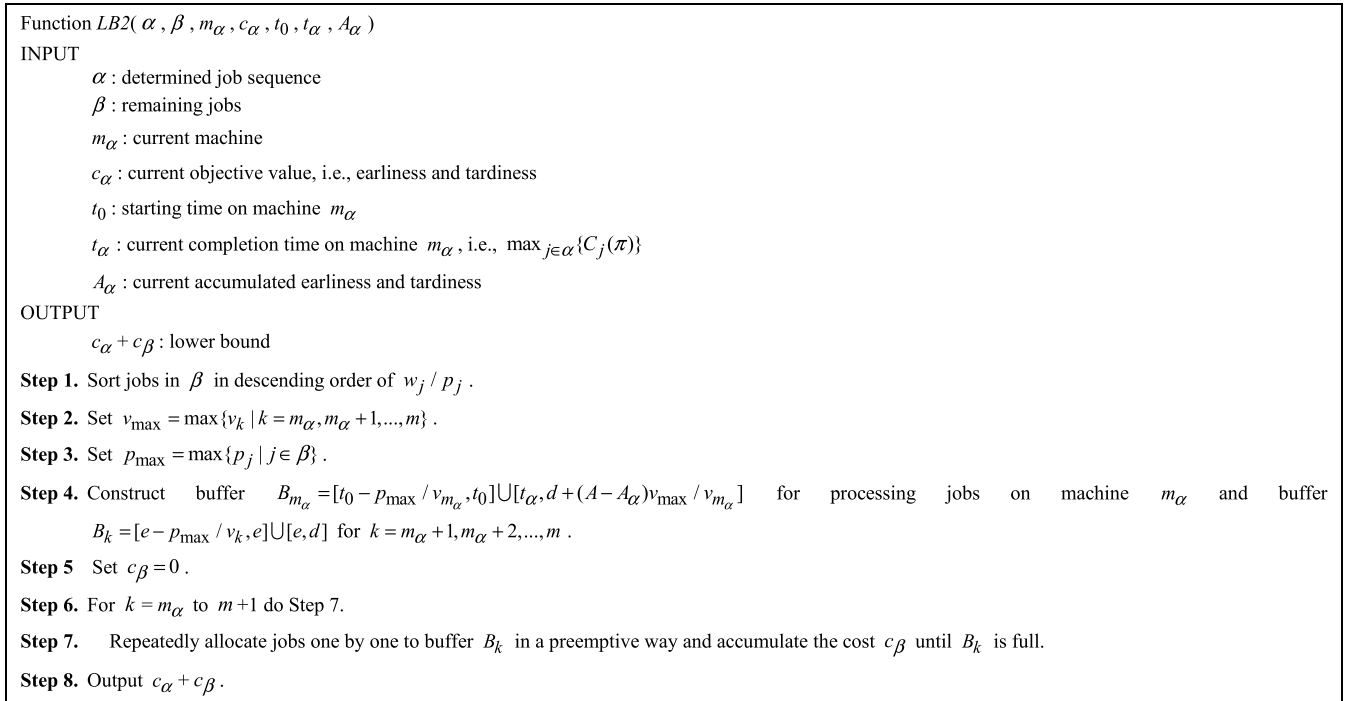 Function LB2( α , β , m_α , c_α , t_0 , t_α , A_α )
INPUT
α : determined job sequence
β : remaining jobs
m_α : current machine
c_α : current objective value, i.e., earliness and tardiness
t_0 : starting time on machine m_α
t_α : current completion time on machine m_α , i.e., max_{j∈α}{C_j(π)}
A_α : current accumulated earliness and tardiness
OUTPUT
c_α + c_β : lower bound
Step 1. Sort jobs in β in descending order of w_j / p_j .
Step 2. Set v_max = max{v_k | k = m_α, m_α +1,...,m} .
Step 3. Set p_max = max{p_j | j ∈ β} .
Step 4. Construct buffer B_{m_α} = [t_0 − p_max / v_{m_α}, t_0] ∪ [t_α, d + (A − A_α)v_max / v_{m_α}] for processing jobs on machine m_α and buffer
B_k = [e − p_max / v_k, e] ∪ [e, d] for k = m_α +1, m_α + 2,..., m .
Step 5 Set c_β = 0 .
Step 6. For k = m_α to m +1 do Step 7.
Step 7. Repeatedly allocate jobs one by one to buffer B_k in a preemptive way and accumulate the cost c_β until B_k is full.
Step 8. Output c_α + c_β .